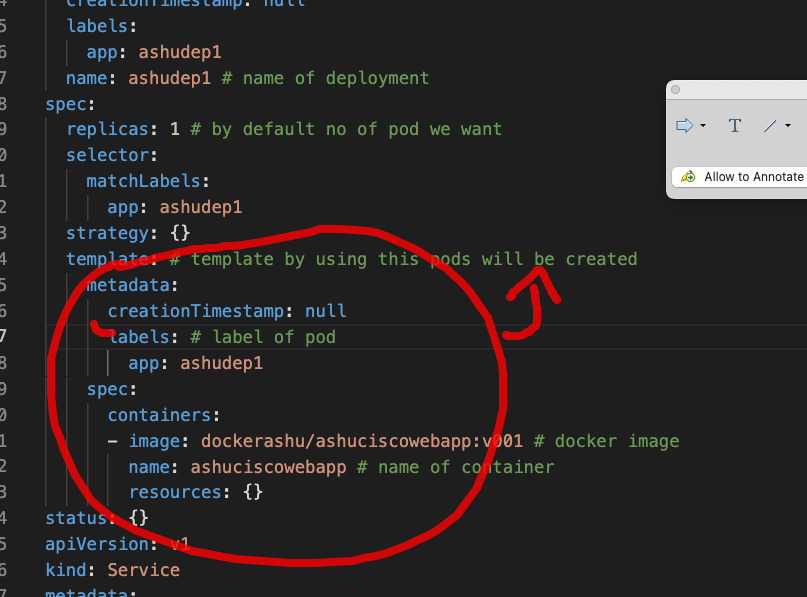 creationTimestamp: null
5 labels:
6 app: ashudep1
7 name: ashudep1 # name of deployment
8 spec:
9 replicas: 1 # by default no of pod we want
0 selector:
1 matchLabels:
2 app: ashudep1
3 strategy: {}
4 template: # template by using this pods will be created
5 metadata:
6 creationTimestamp: null
7 labels: # label of pod
8 app: ashudep1
9 spec:
0 containers:
1 - image: dockerashu/ashuciscowebapp:v001 # docker image
2 name: ashuciscowebapp # name of container
3 resources: {}
4 status: {}
5 apiVersion: v1
6 kind: Service
7 metadata:
T
Allow to Annotate